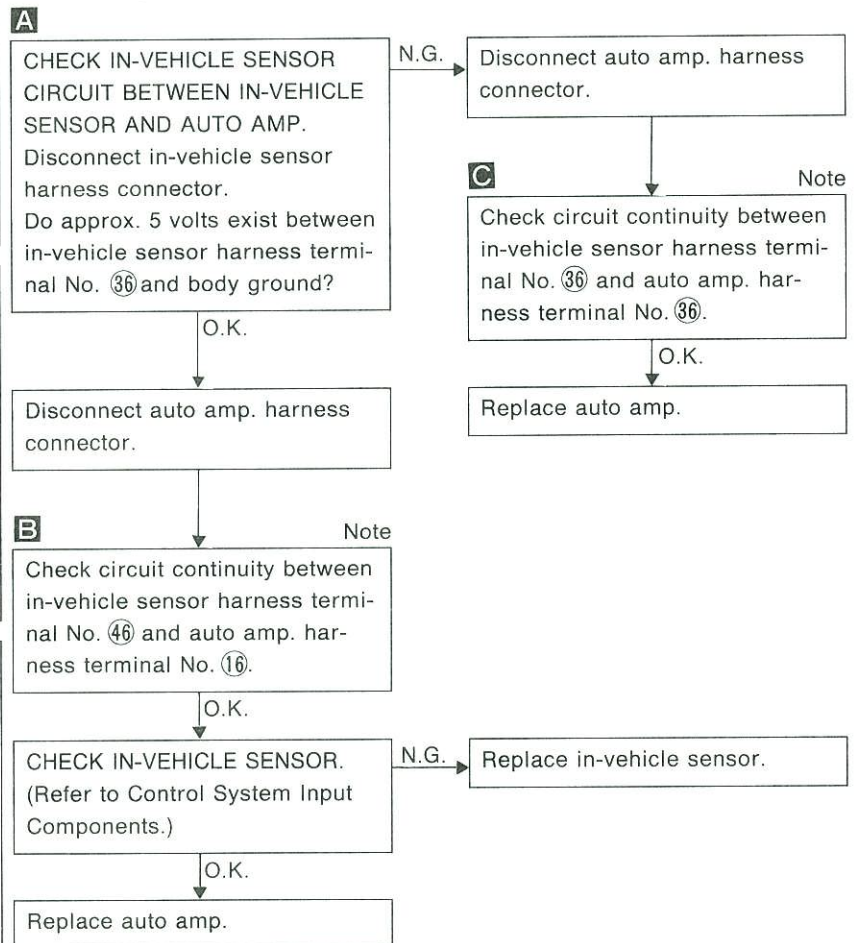 A
CHECK IN-VEHICLE SENSOR
CIRCUIT BETWEEN IN-VEHICLE
SENSOR AND AUTO AMP.
Disconnect in-vehicle sensor
harness connector.
Do approx. 5 volts exist between
in-vehicle sensor harness termi-
nal No. ㊱ and body ground?
N.G.
Disconnect auto amp. harness
connector.
C
Note
Check circuit continuity between
in-vehicle sensor harness termi-
nal No. ㊱ and auto amp. har-
ness terminal No. ㊱.
O.K.
Replace auto amp.
O.K.
Disconnect auto amp. harness
connector.
B
Note
Check circuit continuity between
in-vehicle sensor harness termi-
nal No. ㊻ and auto amp. har-
ness terminal No. ⑯.
O.K.
CHECK IN-VEHICLE SENSOR.
(Refer to Control System Input
Components.)
N.G.
Replace in-vehicle sensor.
O.K.
Replace auto amp.